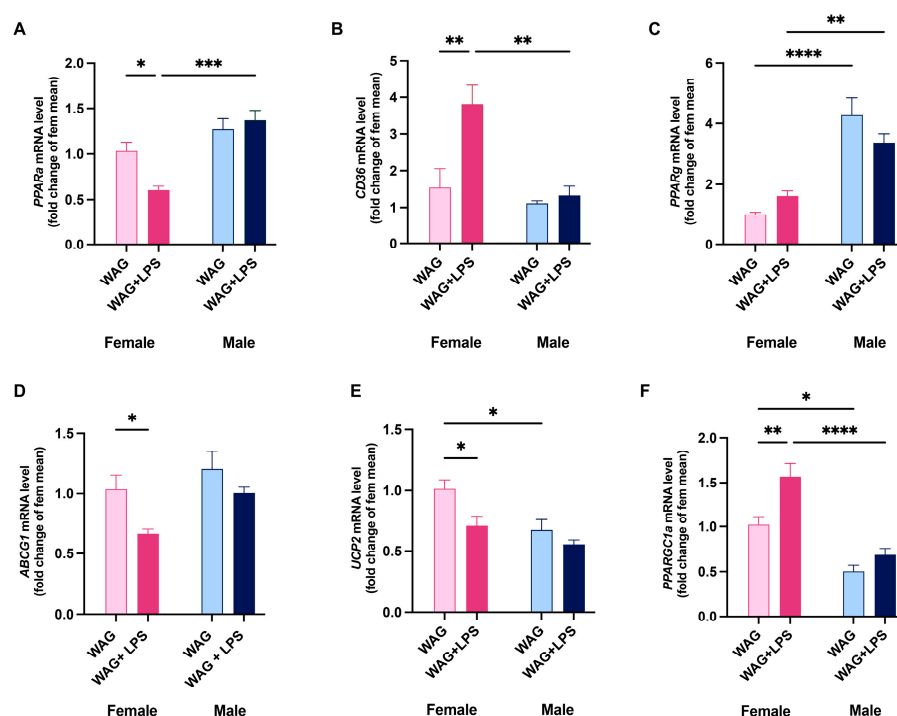 A
PPARa mRNA level
(fold change of fem mean)
2.0
1.5
1.0
0.5
0.0
*
***
WAG
WAG+LPS
WAG
WAG+LPS
Female
Male
B
CD36 mRNA level
(fold change of fem mean)
6
5
4
2
1
0
**
**
WAG
WAG+LPS
WAG
WAG+LPS
Female
Male
C
PPARg mRNA level
(fold change of fem mean)
6
4
2
0
**
****
WAG
WAG+LPS
WAG
WAG+LPS
Female
Male
D
ABCG1 mRNA level
(fold change of fem mean)
1.5
1.0
0.5
0.0
*
WAG
WAG+ LPS
WAG
WAG + LPS
Female
Male
E
UCP2 mRNA level
(fold change of fem mean)
1.5
1.0
0.5
0.0
*
*
WAG
WAG+LPS
WAG
WAG+LPS
Female
Male
F
PPARGC1a mRNA level
(fold change of fem mean)
2.0
1.5
1.0
0.5
0.0
*
**
****
WAG
WAG+LPS
WAG
WAG+LPS
Female
Male